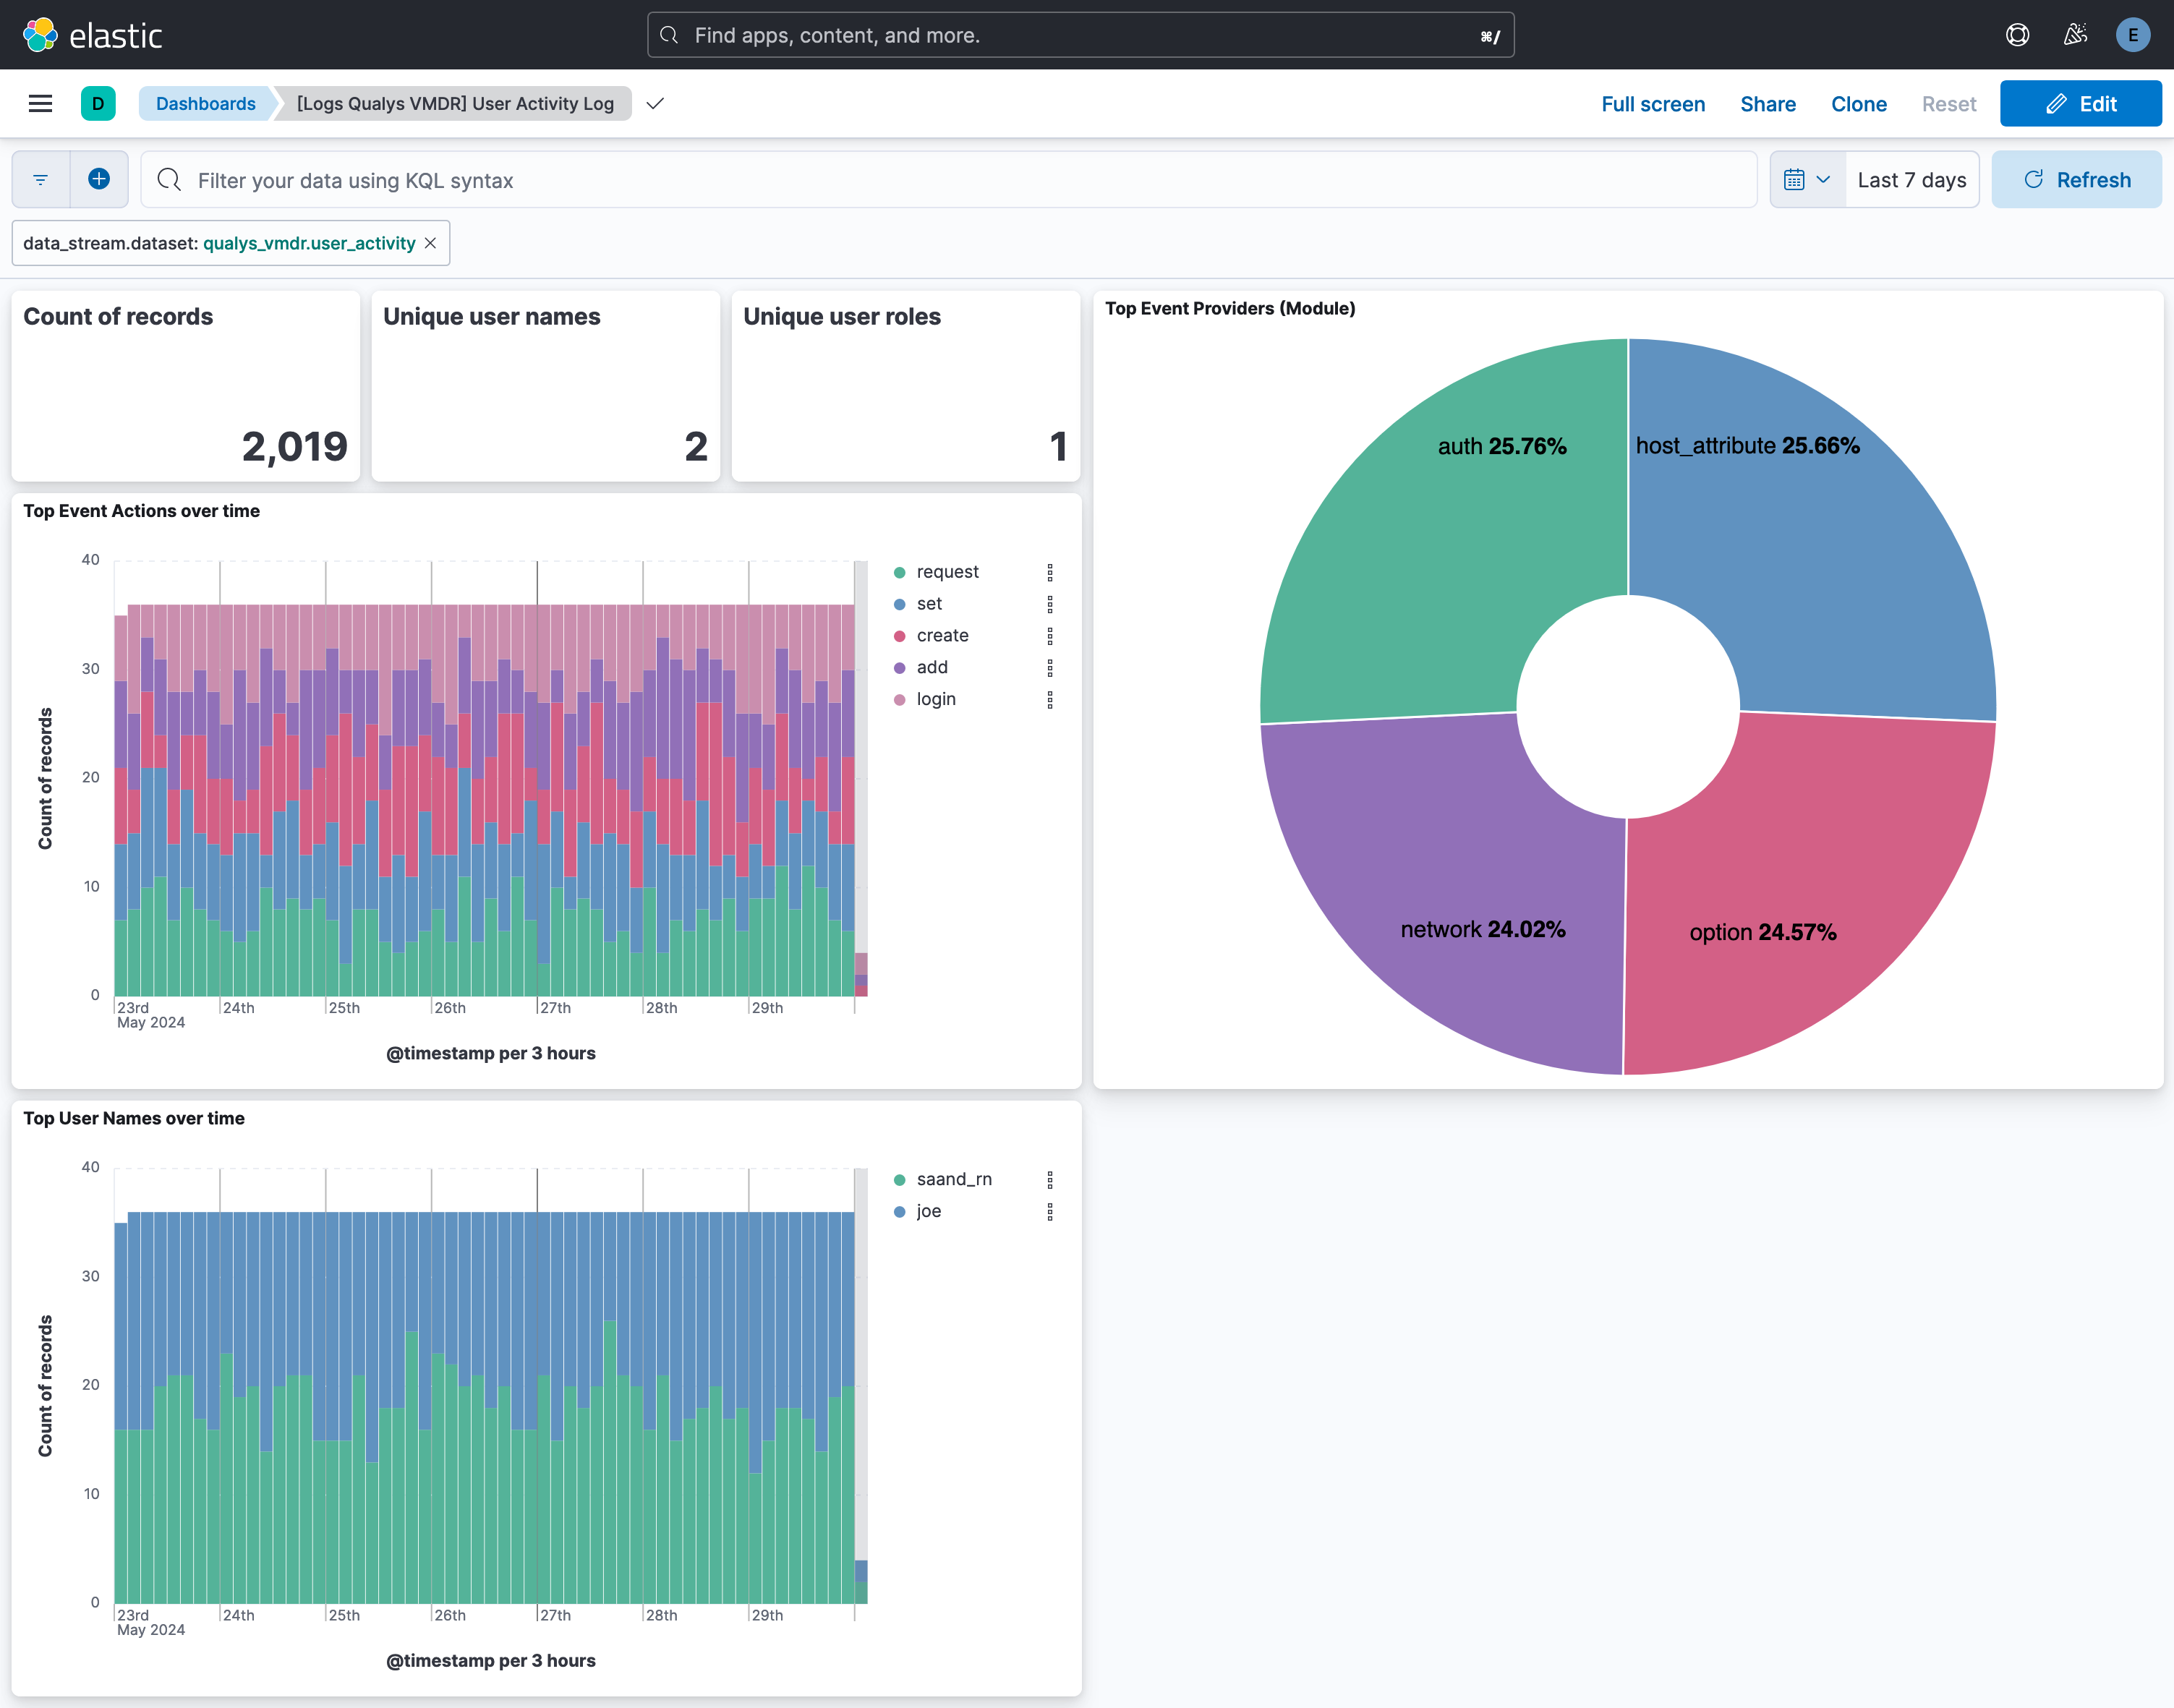 elastic
Find apps, content, and more.
⌘/
E
D
Dashboards
[Logs Qualys VMDR] User Activity Log
Full screen
Share
Clone
Reset
Edit
Filter your data using KQL syntax
Last 7 days
Refresh
data_stream.dataset: qualys_vmdr.user_activity
Count of records
2,019
Unique user names
2
Unique user roles
1
Top Event Providers (Module)
auth 25.76%
host_attribute 25.66%
network 24.02%
option 24.57%
Top Event Actions over time
Count of records
40
30
20
10
0
23rd
May 2024
24th
25th
26th
27th
28th
29th
@timestamp per 3 hours
request
set
create
add
login
Top User Names over time
Count of records
40
30
20
10
0
23rd
May 2024
24th
25th
26th
27th
28th
29th
@timestamp per 3 hours
saand_rn
joe